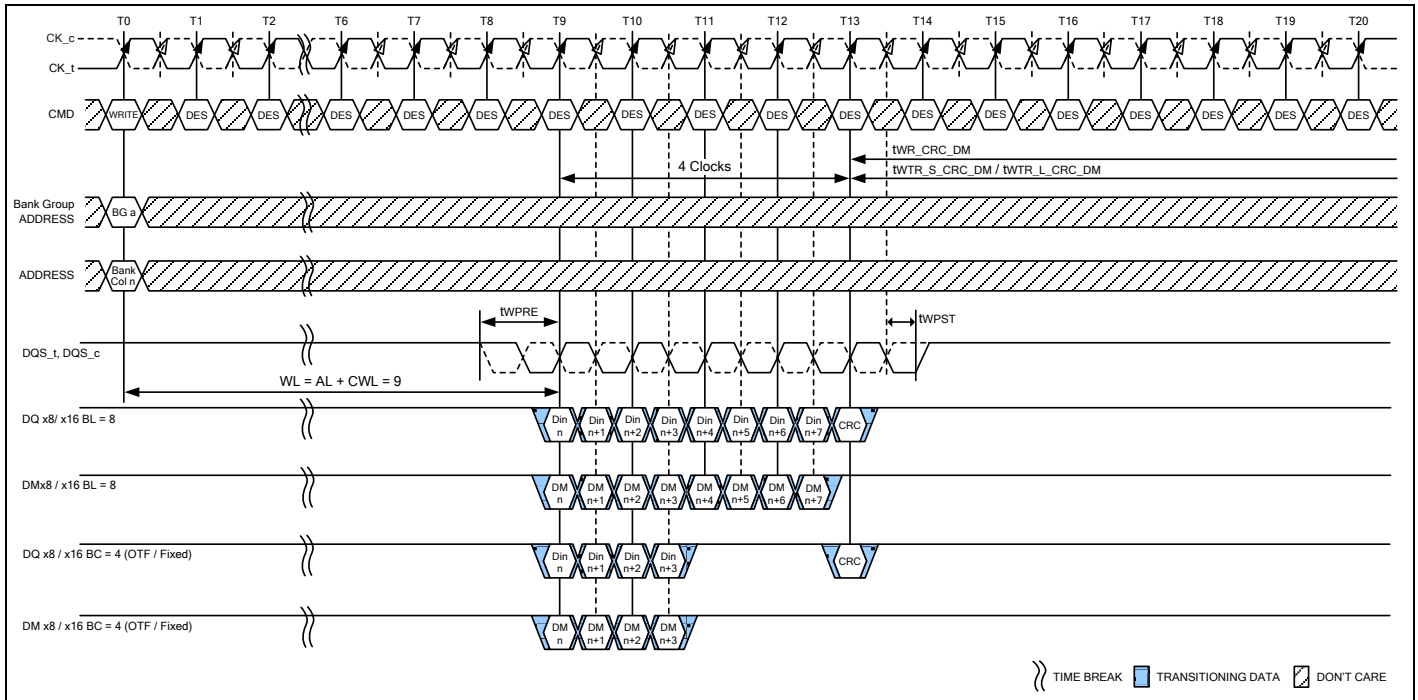 T0 T1 T2 T6 T7 T8 T9 T10 T11 T12 T13 T14 T15 T16 T17 T18 T19 T20
CK_c
CK_t
CMD WRITE DES DES DES DES DES DES DES DES DES DES DES DES DES DES DES DES DES
tWR_CRC_DM
4 Clocks
tWTR_S_CRC_DM / tWTR_L_CRC_DM
Bank Group
ADDRESS
BG a
ADDRESS
Bank
Col n
tWPRE
tWPST
DQS_t, DQS_c
WL = AL + CWL = 9
DQ x8/ x16 BL = 8
Din
n
Din
n+1
Din
n+2
Din
n+3
Din
n+4
Din
n+5
Din
n+6
Din
n+7
CRC
DMx8 / x16 BL = 8
DM
n
DM
n+1
DM
n+2
DM
n+3
DM
n+4
DM
n+5
DM
n+6
DM
n+7
DQ x8 / x16 BC = 4 (OTF / Fixed)
Din
n
Din
n+1
Din
n+2
Din
n+3
CRC
DM x8 / x16 BC = 4 (OTF / Fixed)
DM
n
DM
n+1
DM
n+2
DM
n+3
TIME BREAK TRANSITIONING DATA DON'T CARE